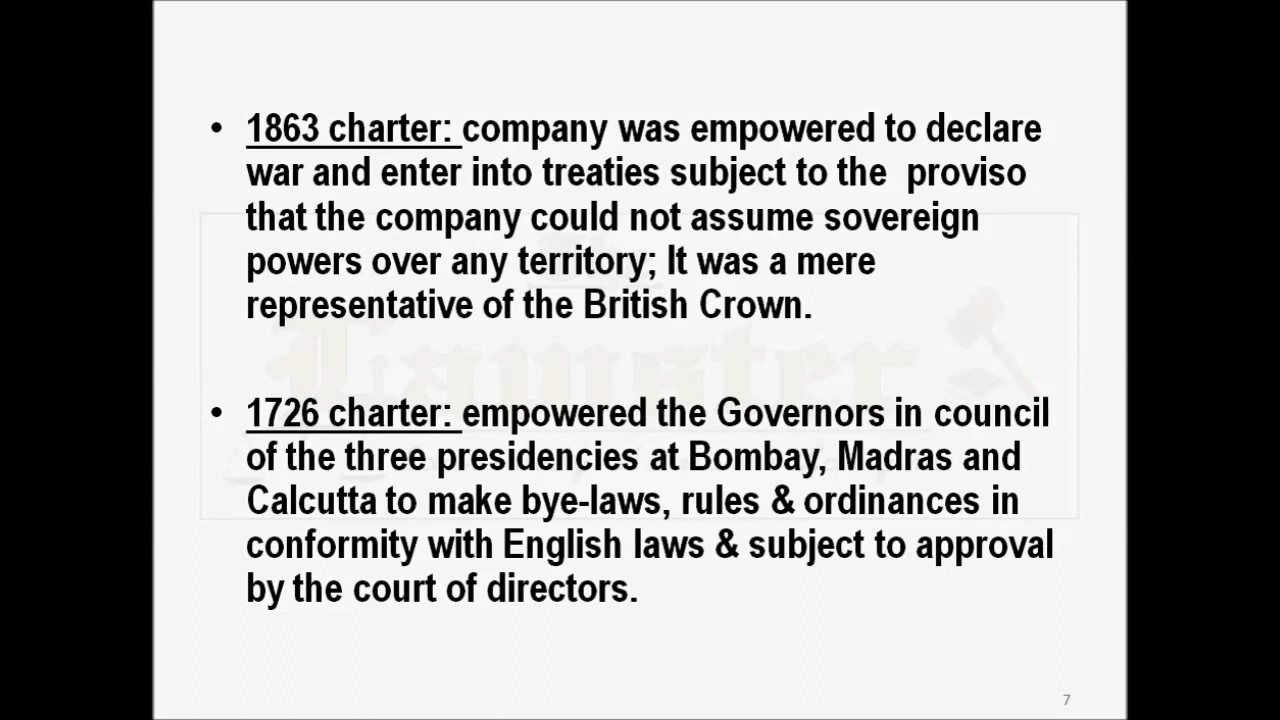 • 1863 charter: company was empowered to declare
war and enter into treaties subject to the proviso
that the company could not assume sovereign
powers over any territory; It was a mere
representative of the British Crown.
• 1726 charter: empowered the Governors in council
of the three presidencies at Bombay, Madras and
Calcutta to make bye-laws, rules & ordinances in
conformity with English laws & subject to approval
by the court of directors.
The
Lawster
7